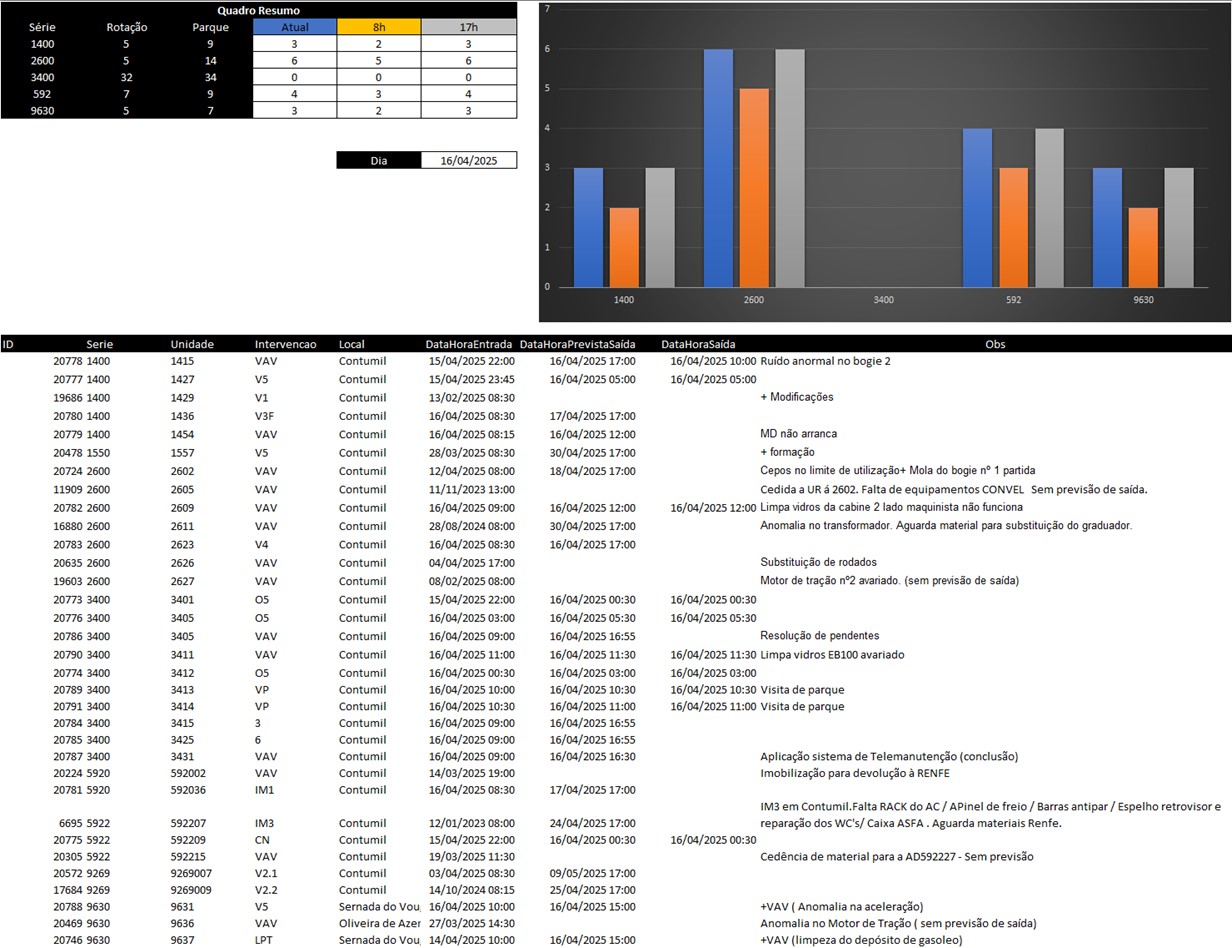 Quadro Resumo
Série Rotação Parque Atual 8h 17h
1400 5 9 3 2 3
2600 5 14 6 5 6
3400 32 34 0 0 0
592 7 9 4 3 4
9630 5 7 3 2 3
Dia 16/04/2025
7
6
5
4
3
2
1
0
1400 2600 3400 592 9630
ID Serie Unidade Intervencao Local DataHoraEntrada DataHoraPrevistaSaída DataHoraSaída Obs
20778 1400 1415 VAV Contumil 15/04/2025 22:00 16/04/2025 17:00 16/04/2025 10:00 Ruído anormal no bogie 2
20777 1400 1427 V5 Contumil 15/04/2025 23:45 16/04/2025 05:00 16/04/2025 05:00
19686 1400 1429 V1 Contumil 13/02/2025 08:30 + Modificações
20780 1400 1436 V3F Contumil 16/04/2025 08:30 17/04/2025 17:00
20779 1400 1454 VAV Contumil 16/04/2025 08:15 16/04/2025 12:00 MD não arranca
20478 1550 1557 V5 Contumil 28/03/2025 08:30 30/04/2025 17:00 + formação
20724 2600 2602 VAV Contumil 12/04/2025 08:00 18/04/2025 17:00 Cepos no limite de utilização+ Mola do bogie nº 1 partida
11909 2600 2605 VAV Contumil 11/11/2023 13:00 Cedida a UR á 2602. Falta de equipamentos CONVEL Sem previsão de saída.
20782 2600 2609 VAV Contumil 16/04/2025 09:00 16/04/2025 12:00 16/04/2025 12:00 Limpa vidros da cabine 2 lado maquinista não funciona
16880 2600 2611 VAV Contumil 28/08/2024 08:00 30/04/2025 17:00 Anomalia no transformador. Aguarda material para substituição do graduador.
20783 2600 2623 V4 Contumil 16/04/2025 08:30 16/04/2025 17:00
20635 2600 2626 VAV Contumil 04/04/2025 17:00 Substituição de rodados
19603 2600 2627 VAV Contumil 08/02/2025 08:00 Motor de tração nº2 avariado. (sem previsão de saída)
20773 3400 3401 O5 Contumil 15/04/2025 22:00 16/04/2025 00:30 16/04/2025 00:30
20776 3400 3405 O5 Contumil 16/04/2025 03:00 16/04/2025 05:30 16/04/2025 05:30
20786 3400 3405 VAV Contumil 16/04/2025 09:00 16/04/2025 16:55 Resolução de pendentes
20790 3400 3411 VAV Contumil 16/04/2025 11:00 16/04/2025 11:30 16/04/2025 11:30 Limpa vidros EB100 avariado
20774 3400 3412 O5 Contumil 16/04/2025 00:30 16/04/2025 03:00 16/04/2025 03:00
20789 3400 3413 VP Contumil 16/04/2025 10:00 16/04/2025 10:30 16/04/2025 10:30 Visita de parque
20791 3400 3414 VP Contumil 16/04/2025 10:30 16/04/2025 11:00 16/04/2025 11:00 Visita de parque
20784 3400 3415 3 Contumil 16/04/2025 09:00 16/04/2025 16:55
20785 3400 3425 6 Contumil 16/04/2025 09:00 16/04/2025 16:55
20787 3400 3431 VAV Contumil 16/04/2025 09:00 16/04/2025 16:30 Aplicação sistema de Telemanutenção (conclusão)
20224 5920 592002 VAV Contumil 14/03/2025 19:00 Imobilização para devolução à RENFE
20781 5920 592036 IM1 Contumil 16/04/2025 08:30 17/04/2025 17:00
IM3 em Contumil.Falta RACK do AC / APinel de freio / Barras antipar / Espelho retrovisor e
6695 5922 592207 IM3 Contumil 12/01/2023 08:00 24/04/2025 17:00 reparação dos WC's/ Caixa ASFA . Aguarda materiais Renfe.
20775 5922 592209 CN Contumil 15/04/2025 22:00 16/04/2025 00:30 16/04/2025 00:30
20305 5922 592215 VAV Contumil 19/03/2025 11:30 Cedência de material para a AD592227 - Sem previsão
20572 9269 9269007 V2.1 Contumil 03/04/2025 08:30 09/05/2025 17:00
17684 9269 9269009 V2.2 Contumil 14/10/2024 08:15 25/04/2025 17:00
20788 9630 9631 V5 Sernada do Vou 16/04/2025 10:00 16/04/2025 15:00 +VAV ( Anomalia na aceleração)
20469 9630 9636 VAV Oliveira de Azer 27/03/2025 14:30 Anomalia no Motor de Tração ( sem previsão de saída)
20746 9630 9637 LPT Sernada do Vou 14/04/2025 10:00 16/04/2025 15:00 +VAV (limpeza do depósito de gasoleo)